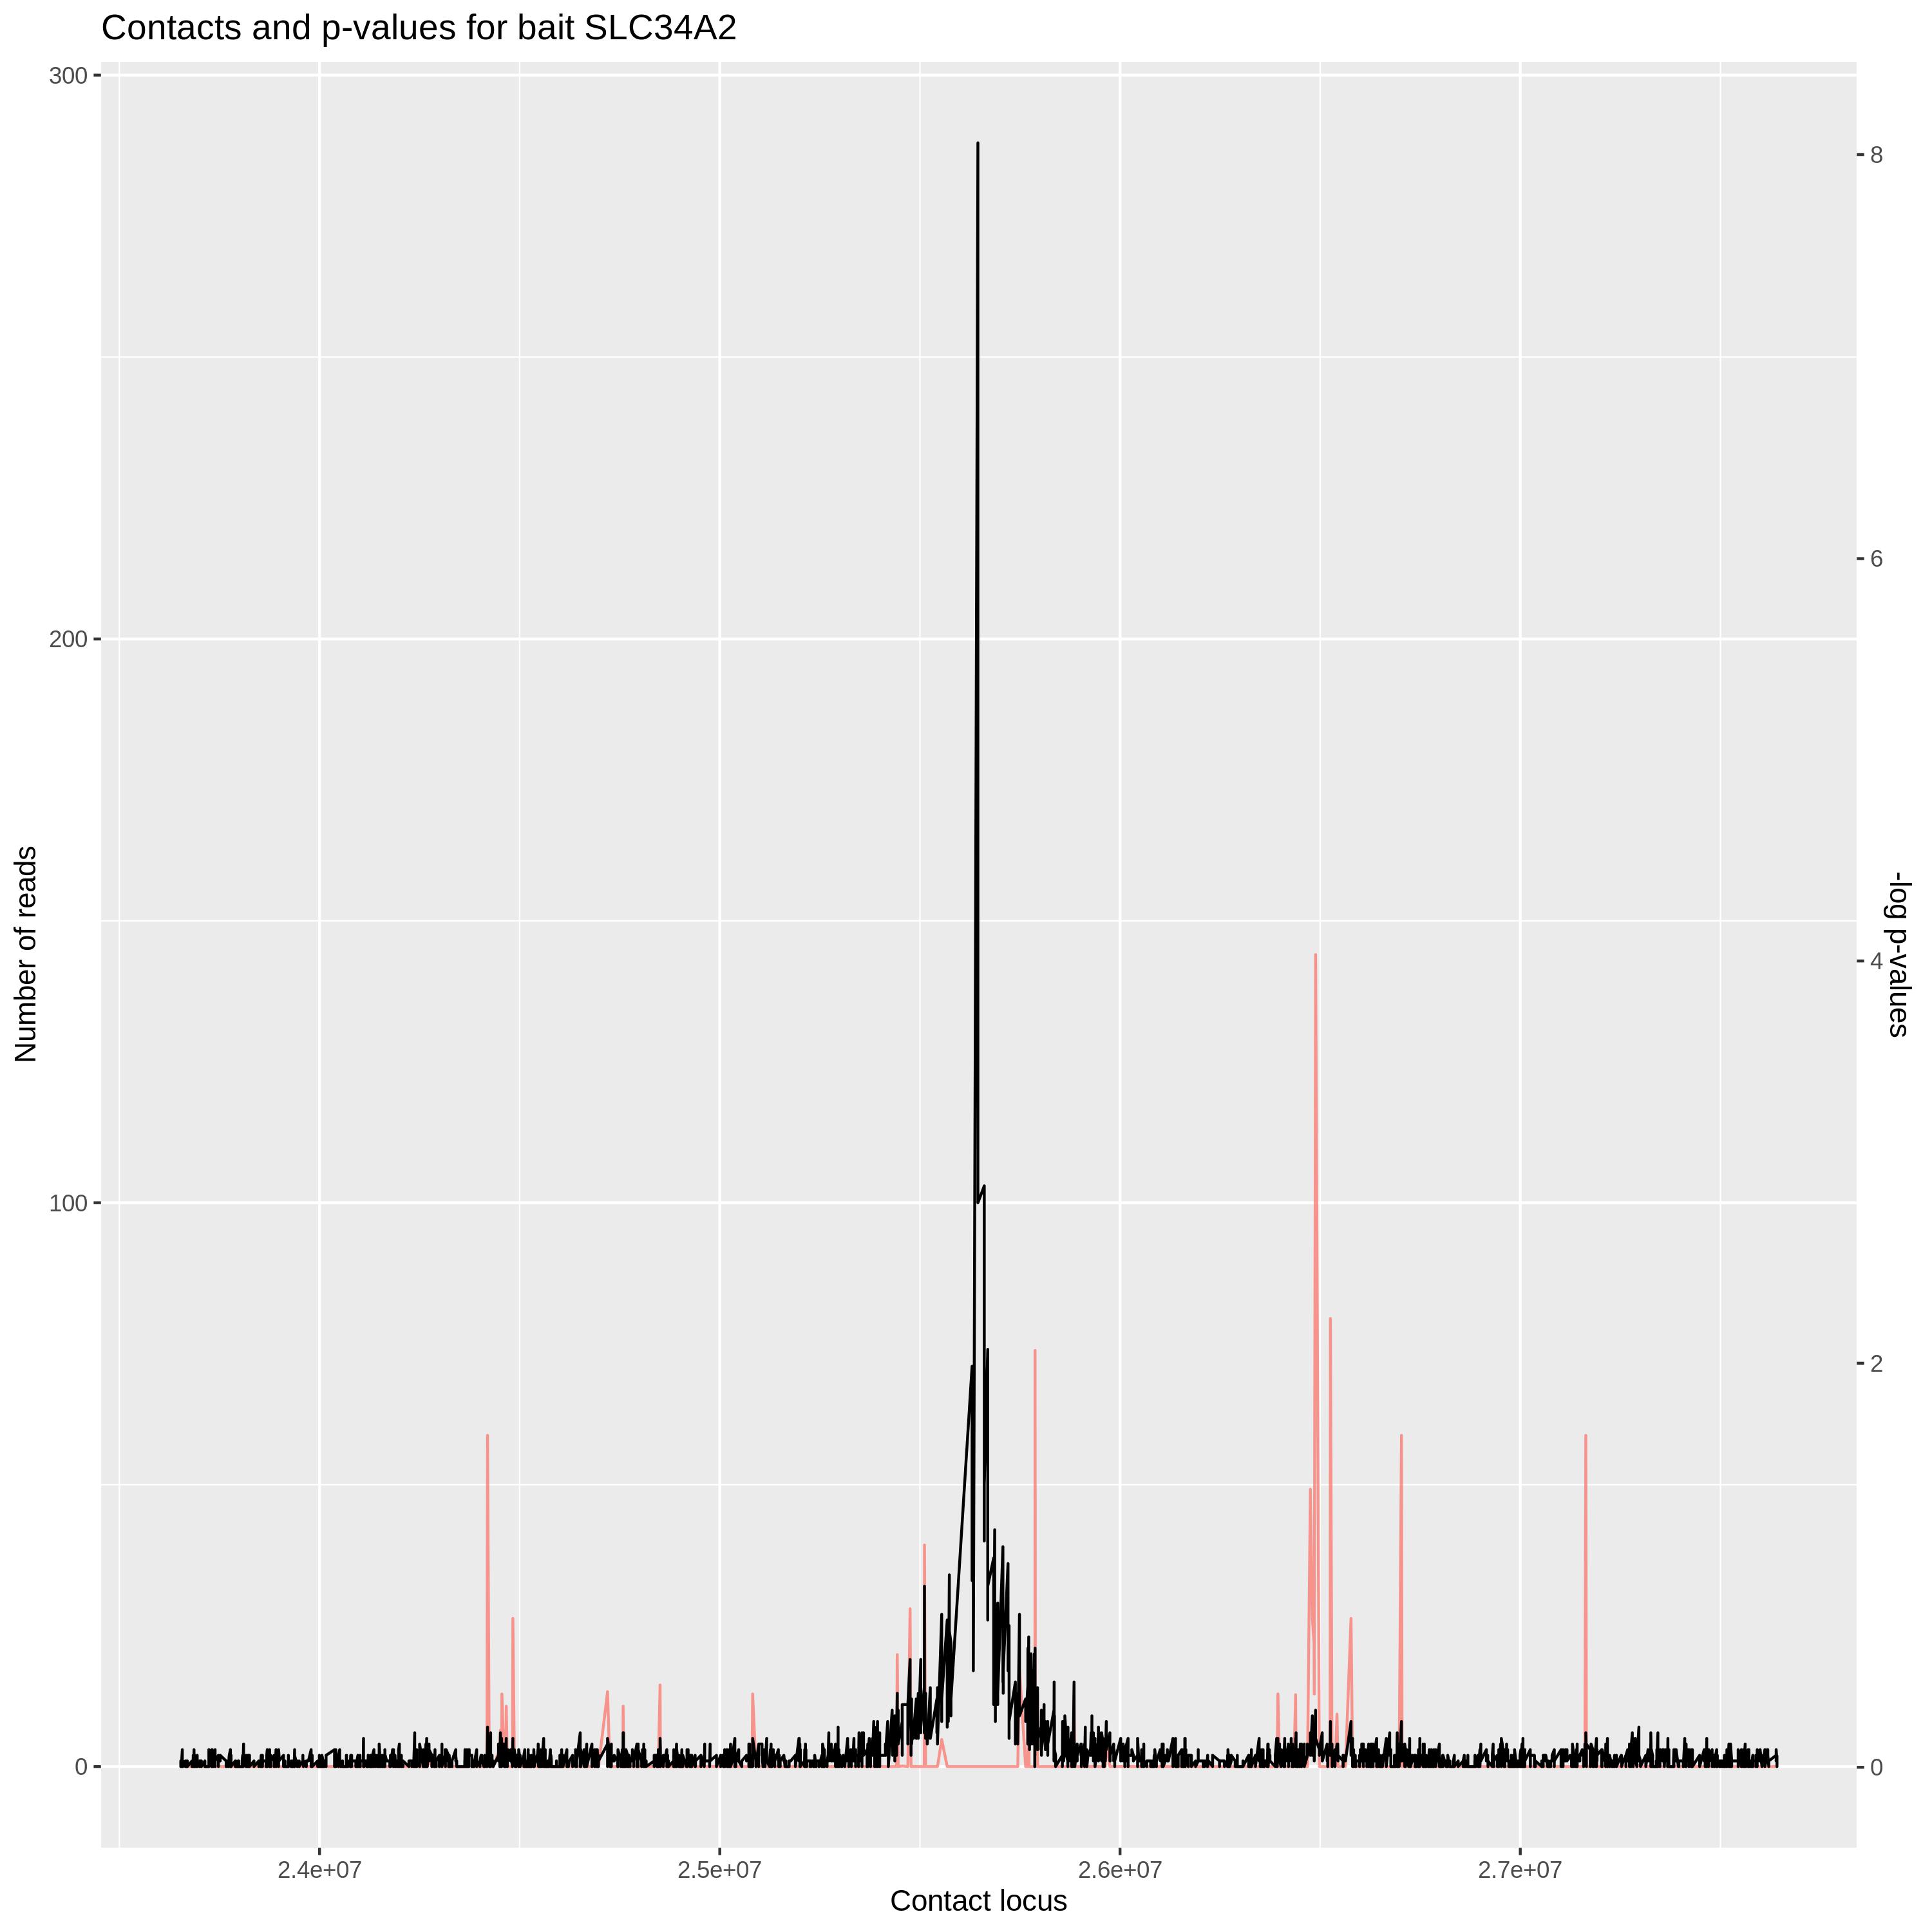 Contacts and p-values for bait SLC34A2
300
200
100
0
Number of reads
8
6
4
2
0
-log p-values
2.4e+07
2.5e+07
2.6e+07
2.7e+07
Contact locus